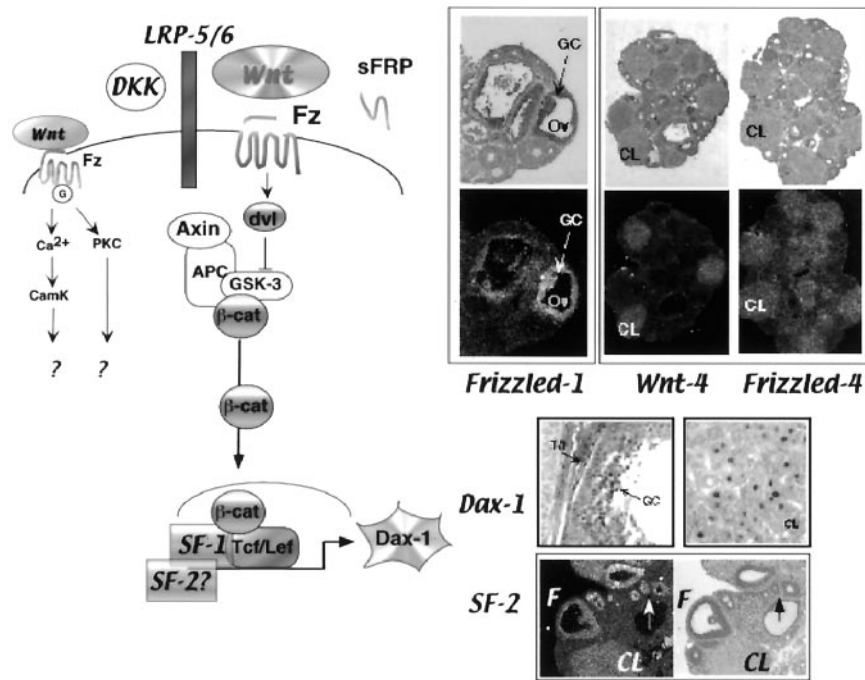 LRP-5/6
DKK
Wnt
sFRP
Fz
Wnt
Fz
G
Ca2+
PKC
CamK
?
?
dvl
Axin
APC
GSK-3
β-cat
β-cat
β-cat
SF-1
Tcf/Lef
SF-2?
Dax-1
GC
Ov
CL
CL
GC
Ov
CL
CL
Frizzled-1
Wnt-4
Frizzled-4
Dax-1
GC
CL
SF-2
F
CL
F
CL